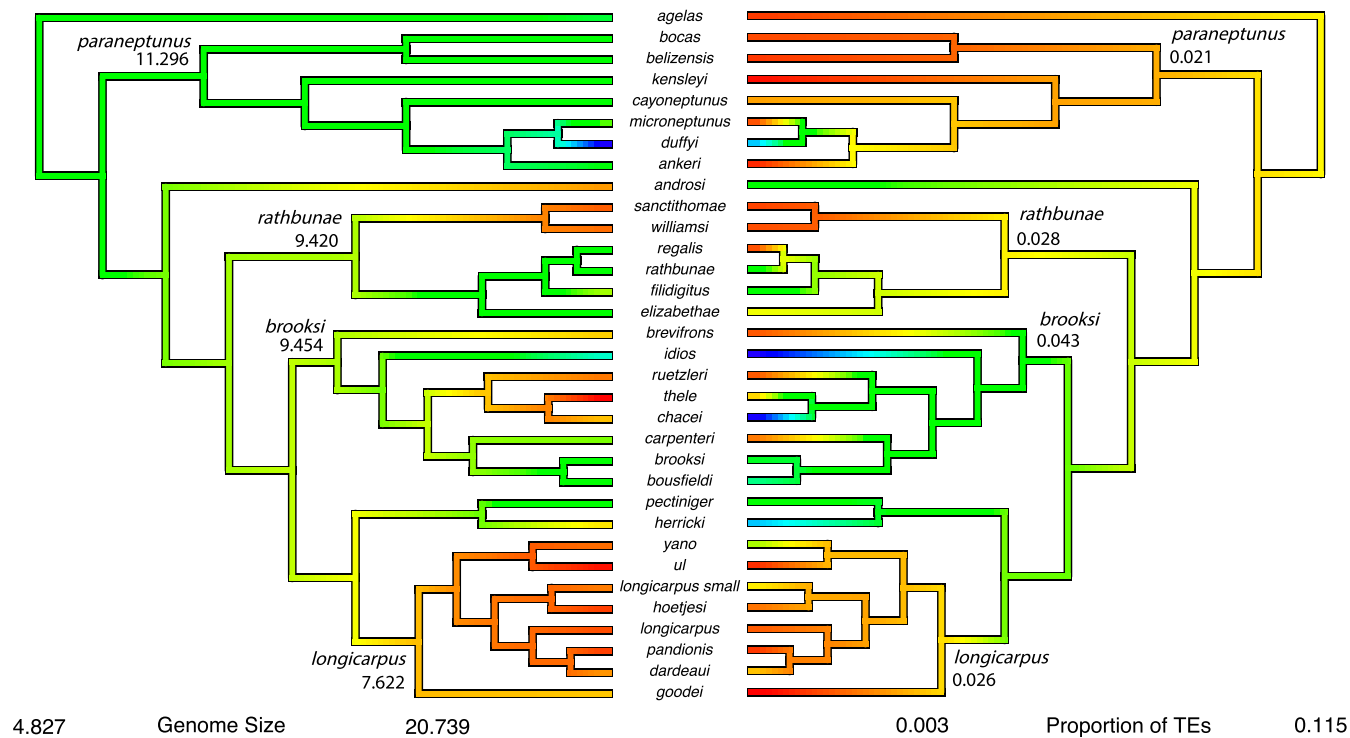 agelas
bocas
belizensis
kensleyi
cayoneptunus
microneptunus
duffyi
ankeri
androsi
sanctithomae
williamsi
regalis
rathbunae
filidigitus
elizabethae
brevifrons
idios
ruetzleri
thele
chacei
carpenteri
brooksi
bousfieldi
pectiniger
herricki
yano
ul
longicarpus small
hoetjesi
longicarpus
pandionis
dardeaui
goodei
paraneptunus
11.296
rathbunae
9.420
brooksi
9.454
longicarpus
7.622
paraneptunus
0.021
rathbunae
0.028
brooksi
0.043
longicarpus
0.026
4.827 Genome Size 20.739
0.003 Proportion of TEs 0.115